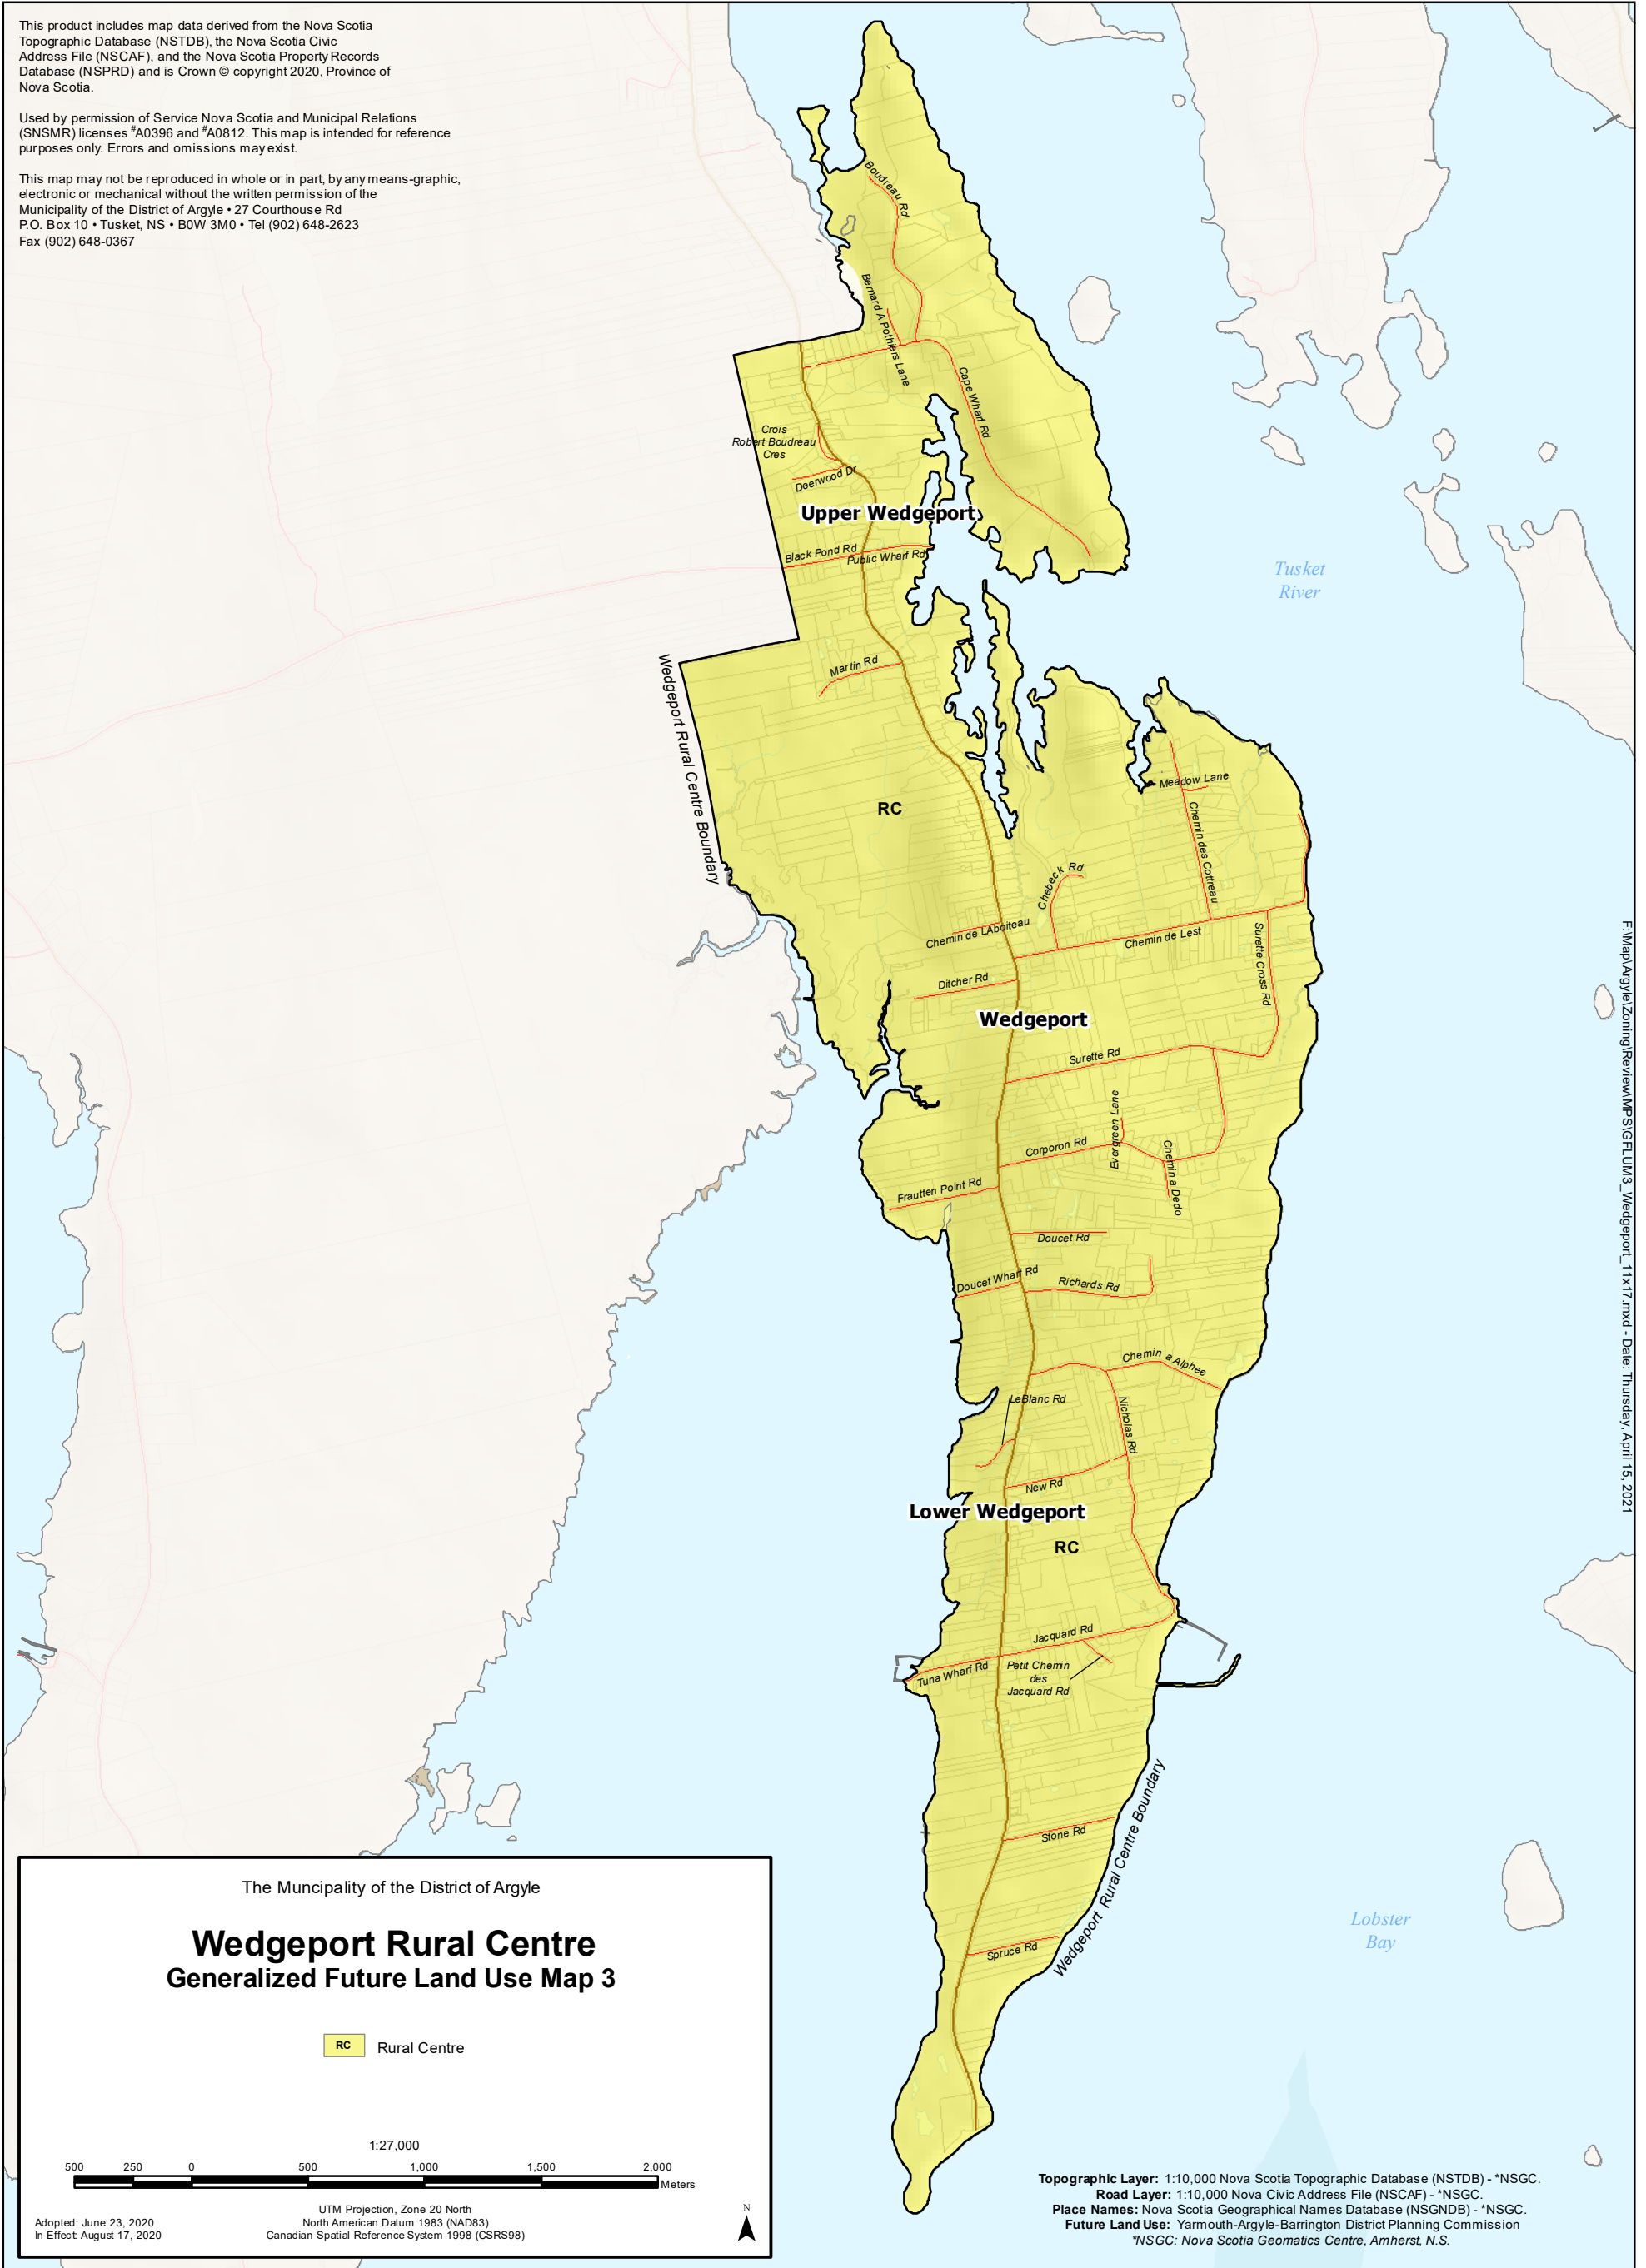 This product includes map data derived from the Nova Scotia
Topographic Database (NSTDB), the Nova Scotia Civic
Address File (NSCAF), and the Nova Scotia Property Records
Database (NSPRD) and is Crown © copyright 2020, Province of
Nova Scotia.
Used by permission of Service Nova Scotia and Municipal Relations
(SNSMR) licenses #A0396 and #A0812. This map is intended for reference
purposes only. Errors and omissions may exist.
This map may not be reproduced in whole or in part, by any means-graphic,
electronic or mechanical without the written permission of the
Municipality of the District of Argyle • 27 Courthouse Rd
P.O. Box 10 • Tusket, NS • B0W 3M0 • Tel (902) 648-2623
Fax (902) 648-0367
Boudreau Rd
Bernard A Pothiers Lane
Cape Wharf Rd
Crois
Robert Boudreau
Cres
Deerwood Dr
Upper Wedgeport
Black Pond Rd
Public Wharf Rd
Tusket
River
Martin Rd
Wedgeport Rural Centre Boundary
Meadow Lane
RC
Chemin des Cottreau
Chebeck Rd
Chemin de LAboiteau
Chemin de Lest
Surette Cross Rd
Ditcher Rd
Wedgeport
Surette Rd
Evergreen Lane
Corporon Rd
Chemin a Dedo
Frautten Point Rd
Doucet Rd
Doucet Wharf Rd
Richards Rd
Chemin a Alphee
LeBlanc Rd
Nicholas Rd
New Rd
Lower Wedgeport
RC
Jacquard Rd
Tuna Wharf Rd
Petit Chemin
des
Jacquard Rd
Stone Rd
Wedgeport Rural Centre Boundary
Spruce Rd
Lobster
Bay
F:\Map\Argyle\Zoning\Review\MPS\GFLUM3_Wedgeport_11x17.mxd - Date: Thursday, April 15, 2021
The Muncipality of the District of Argyle
Wedgeport Rural Centre
Generalized Future Land Use Map 3
RC Rural Centre
1:27,000
500 250 0 500 1,000 1,500 2,000
Meters
UTM Projection, Zone 20 North
North American Datum 1983 (NAD83)
Canadian Spatial Reference System 1998 (CSRS98)
Adopted: June 23, 2020
In Effect: August 17, 2020
N
Topographic Layer: 1:10,000 Nova Scotia Topographic Database (NSTDB) - *NSGC.
Road Layer: 1:10,000 Nova Civic Address File (NSCAF) - *NSGC.
Place Names: Nova Scotia Geographical Names Database (NSGNDB) - *NSGC.
Future Land Use: Yarmouth-Argyle-Barrington District Planning Commission
*NSGC: Nova Scotia Geomatics Centre, Amherst, N.S.